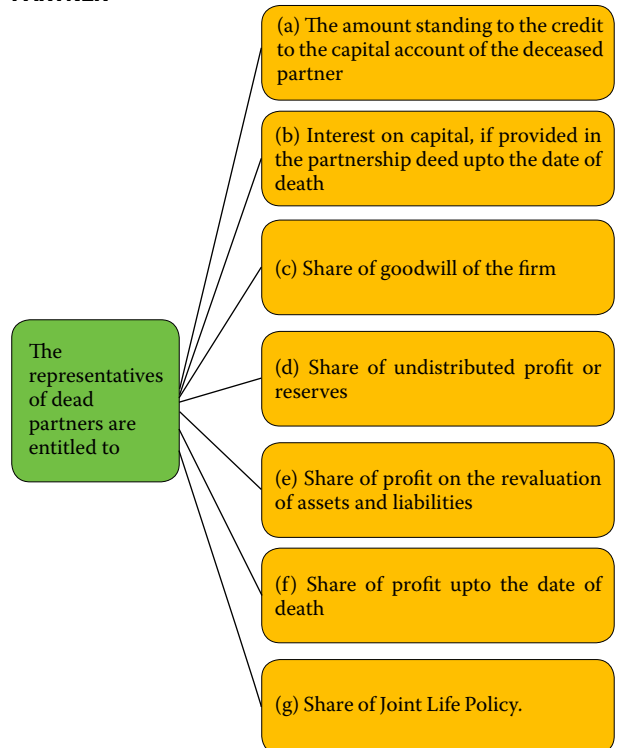 The
representatives
of dead
partners are
entitled to
(a) The amount standing to the credit
to the capital account of the deceased
partner
(b) Interest on capital, if provided in
the partnership deed upto the date of
death
(c) Share of goodwill of the firm
(d) Share of undistributed profit or
reserves
(e) Share of profit on the revaluation
of assets and liabilities
(f) Share of profit upto the date of
death
(g) Share of Joint Life Policy.